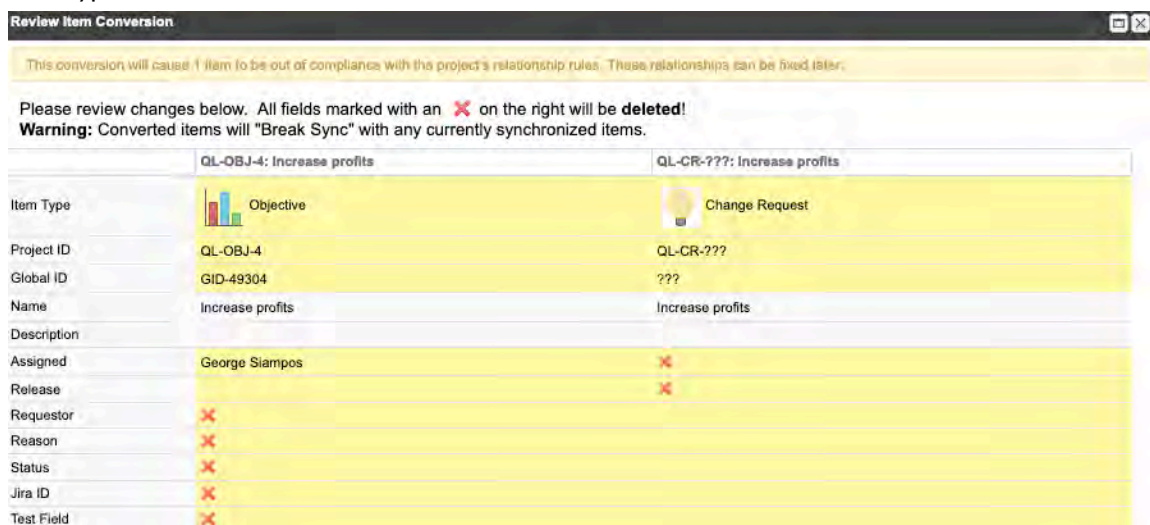 Review Item Conversion
This conversion will cause 1 item to be out of compliance with the project's relationship rules. These relationships can be fixed later.
Please review changes below. All fields marked with an on the right will be deleted!
Warning: Converted items will "Break Sync" with any currently synchronized items.
QL-OBJ-4: Increase profits QL-CR-???: Increase profits
Item Type Objective Change Request
Project ID QL-OBJ-4 QL-CR-???
Global ID GID-49304 ???
Name Increase profits Increase profits
Description
Assigned George Siampos
Release
Requestor
Reason
Status
Jira ID
Test Field